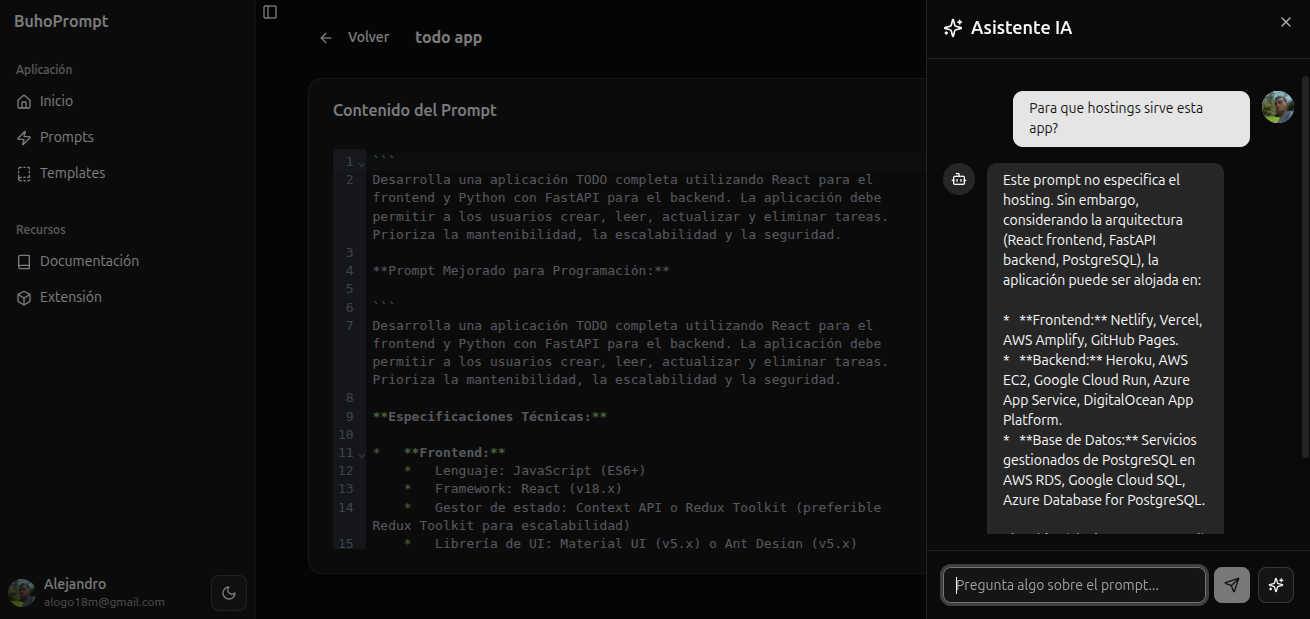 BuhoPrompt
Aplicación
Inicio
Prompts
Templates
Recursos
Documentación
Extensión
Alejandro
alogo18m@gmail.com
Volver
todo app
Contenido del Prompt
1 ```
2 Desarrolla una aplicación TODO completa utilizando React para el
frontend y Python con FastAPI para el backend. La aplicación debe
permitir a los usuarios crear, leer, actualizar y eliminar tareas.
Prioriza la mantenibilidad, la escalabilidad y la seguridad.
3
4 **Prompt Mejorado para Programación:**
5
6 ```
7 Desarrolla una aplicación TODO completa utilizando React para el
frontend y Python con FastAPI para el backend. La aplicación debe
permitir a los usuarios crear, leer, actualizar y eliminar tareas.
Prioriza la mantenibilidad, la escalabilidad y la seguridad.
8
9 **Especificaciones Técnicas:**
10
11 *   **Frontend:**
12     *   Lenguaje: JavaScript (ES6+)
13     *   Framework: React (v18.x)
14     *   Gestor de estado: Context API o Redux Toolkit (preferible
Redux Toolkit para escalabilidad)
15     *   Librería de UI: Material UI (v5.x) o Ant Design (v5.x)
Asistente IA
Para que hostings sirve esta
app?
Este prompt no especifica el
hosting. Sin embargo,
considerando la arquitectura
(React frontend, FastAPI
backend, PostgreSQL), la
aplicación puede ser alojada en:
*   **Frontend:** Netlify, Vercel,
AWS Amplify, GitHub Pages.
*   **Backend:** Heroku, AWS
EC2, Google Cloud Run, Azure
App Service, DigitalOcean App
Platform.
*   **Base de Datos:** Servicios
gestionados de PostgreSQL en
AWS RDS, Google Cloud SQL,
Azure Database for PostgreSQL.
Pregunta algo sobre el prompt...